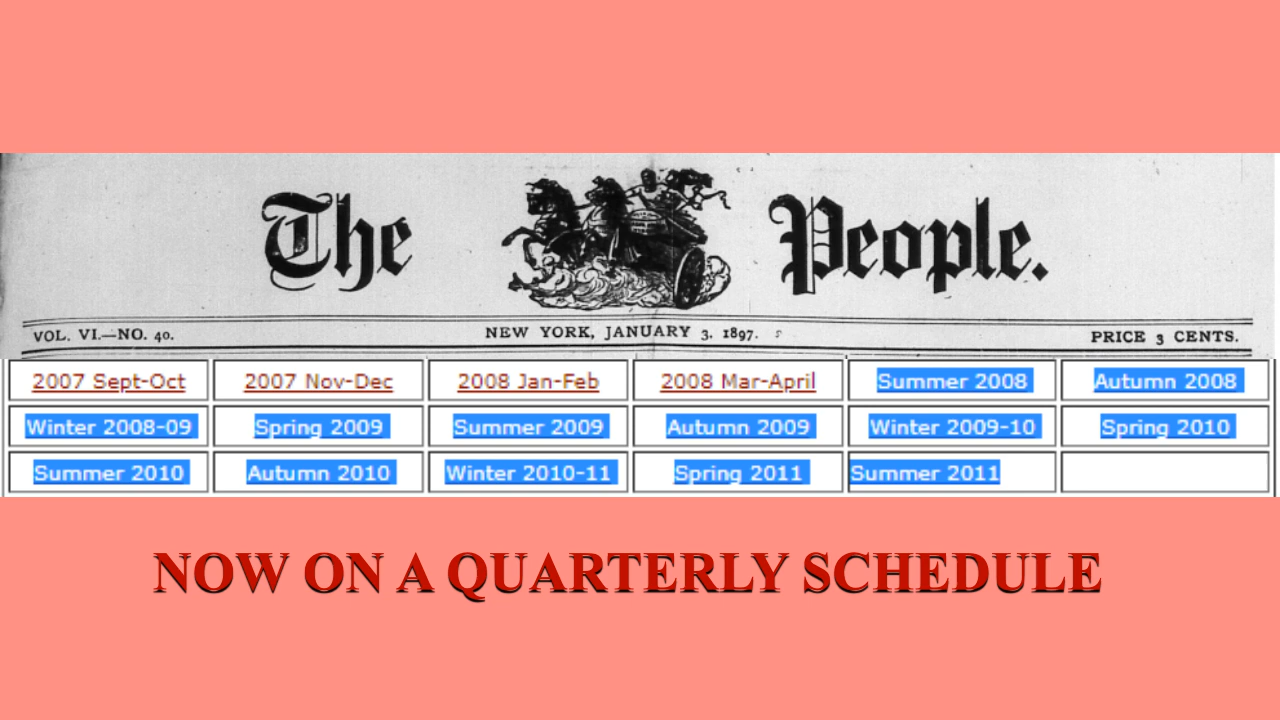 The People.
VOL. VI.—NO. 40. NEW YORK, JANUARY 3. 1897. PRICE 3 CENTS.
2007 Sept-Oct 2007 Nov-Dec 2008 Jan-Feb 2008 Mar-April Summer 2008 Autumn 2008
Winter 2008-09 Spring 2009 Summer 2009 Autumn 2009 Winter 2009-10 Spring 2010
Summer 2010 Autumn 2010 Winter 2010-11 Spring 2011 Summer 2011
NOW ON A QUARTERLY SCHEDULE